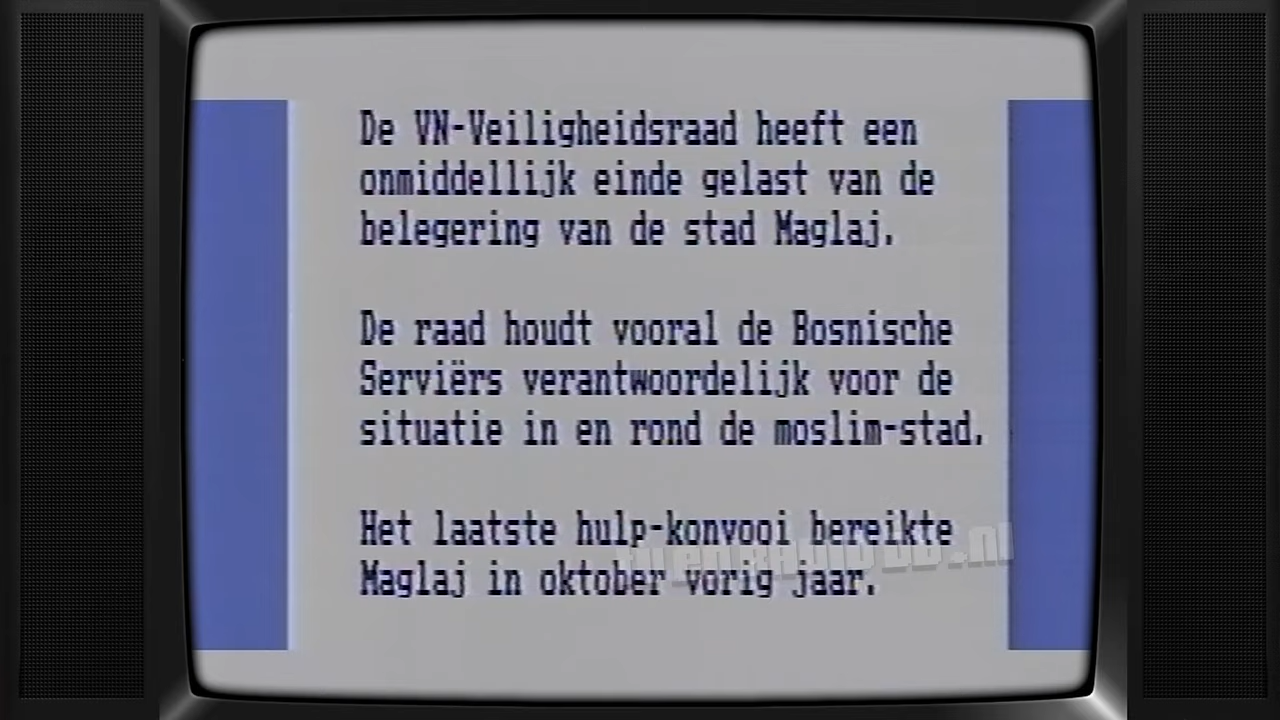 De VN-Veiligheidsraad heeft een
onmiddellijk einde gelast van de
belegering van de stad Maglaj.
De raad houdt vooral de Bosnische
Serviërs verantwoordelijk voor de
situatie in en rond de moslim-stad.
Het laatste hulp-konvooi bereikte
Maglaj in oktober vorig jaar.
tvenradiodb.nl